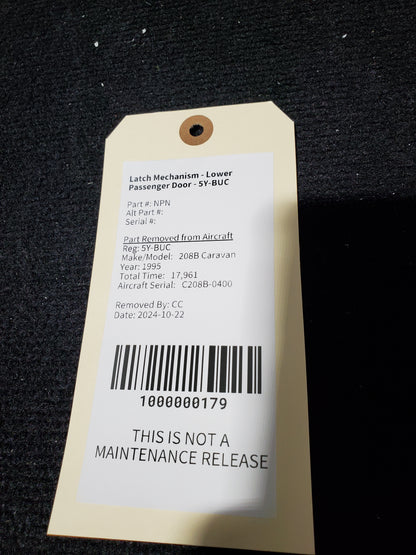 Latch Mechanism - Lower
Passenger Door - 5Y-BUC
Part #: NPN
Alt Part #:
Serial #:
Part Removed from Aircraft
Reg: 5Y-BUC
Make/Model: 208B Caravan
Year: 1995
Total Time: 17,961
Aircraft Serial: C208B-0400
Removed By: CC
Date: 2024-10-22
1000000179
THIS IS NOT A
MAINTENANCE RELEASE